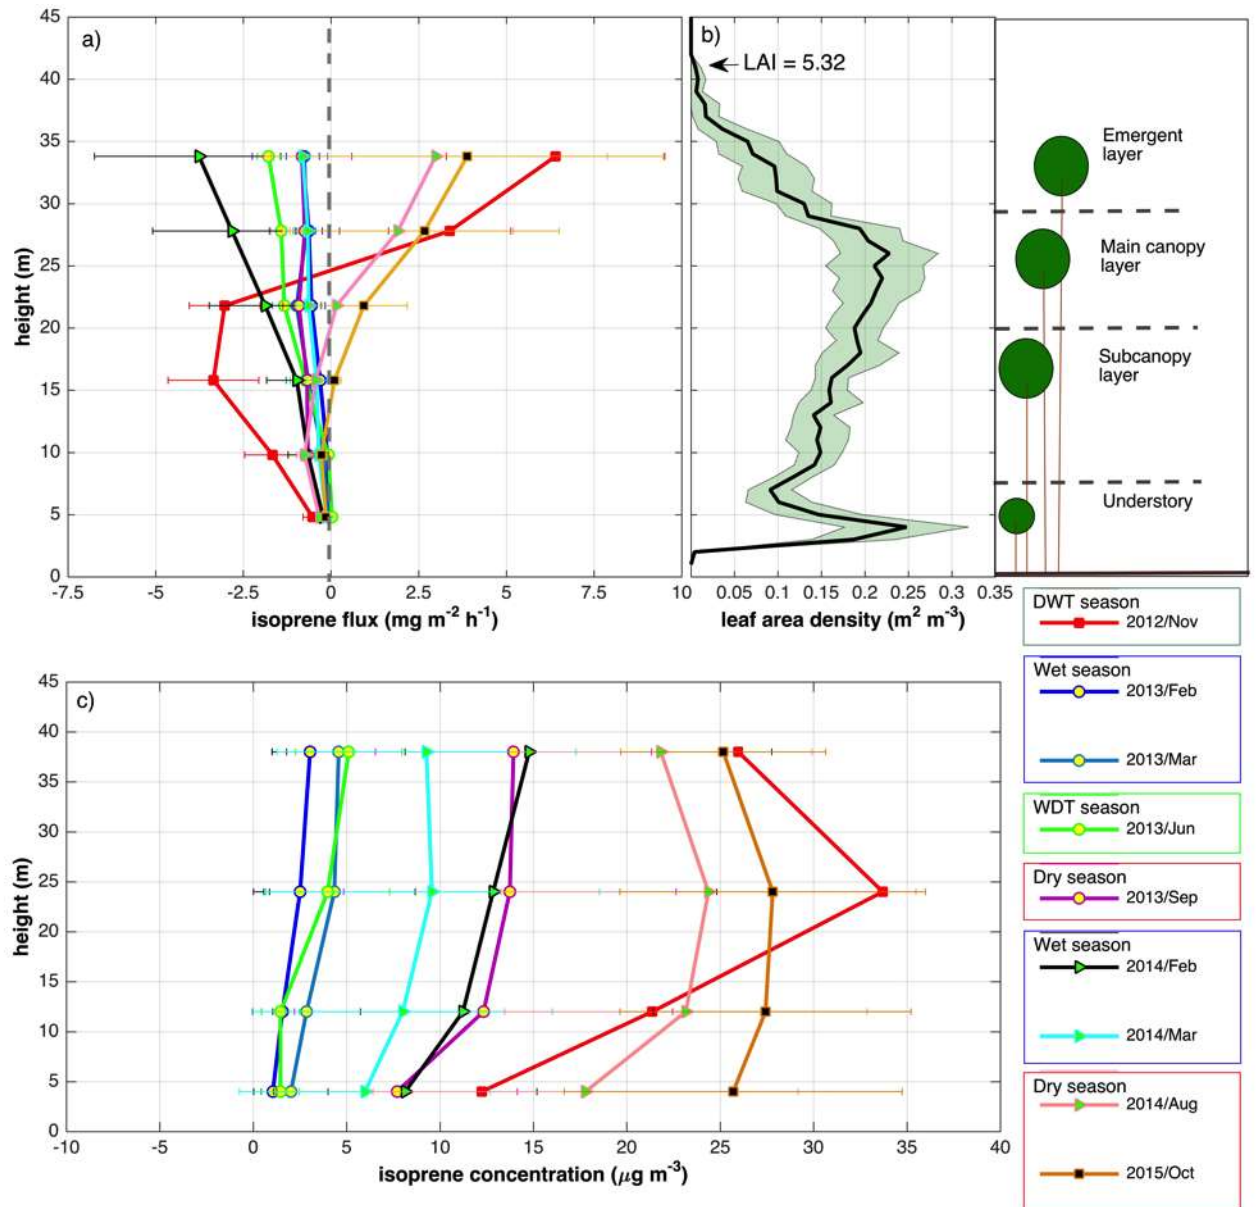 a)
45
40
35
30
25
20
15
10
5
0
height (m)
-7.5
-5
-2.5
0
2.5
5
7.5
10
isoprene flux (mg m⁻² h⁻¹)
b)
LAI = 5.32
0.05
0.1
0.15
0.2
0.25
0.3
0.35
leaf area density (m² m⁻³)
Emergent
layer
Main canopy
layer
Subcanopy
layer
Understory
DWT season
2012/Nov
Wet season
2013/Feb
2013/Mar
WDT season
2013/Jun
Dry season
2013/Sep
Wet season
2014/Feb
2014/Mar
Dry season
2014/Aug
2015/Oct
c)
45
40
35
30
25
20
15
10
5
0
height (m)
-10
-5
0
5
10
15
20
25
30
35
40
isoprene concentration (μg m⁻³)